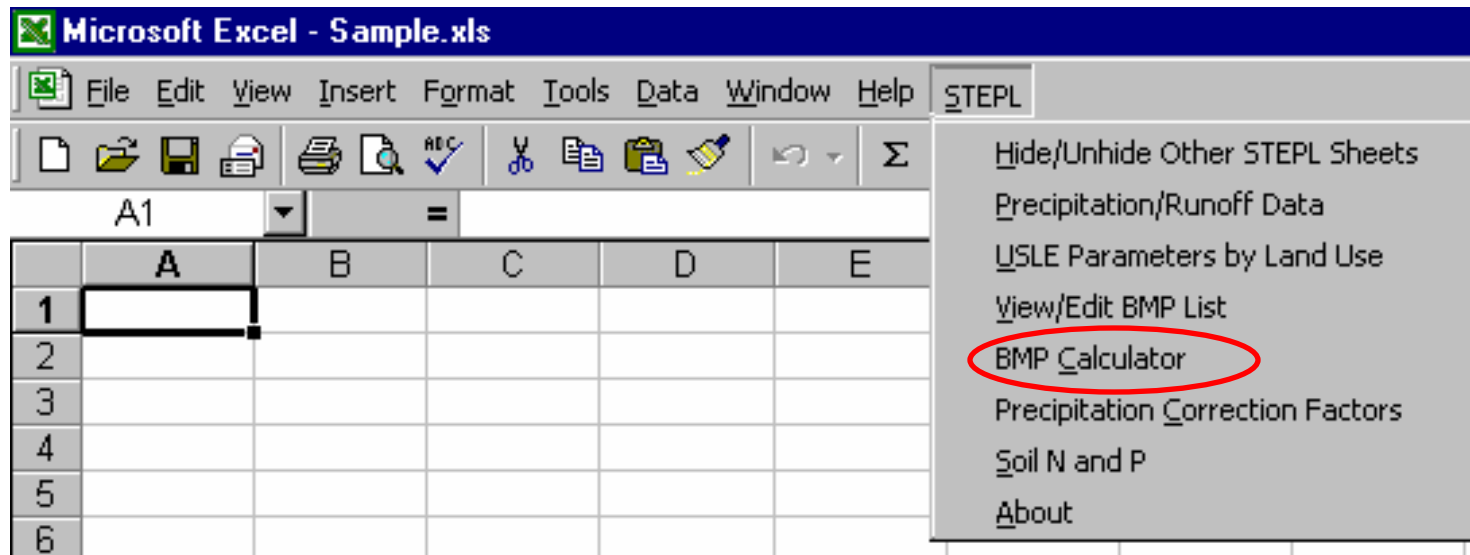 Microsoft Excel - Sample.xls
File Edit View Insert Format Tools Data Window Help STEPL
ABC Σ
A1 =
A B C D E
1
2
3
4
5
6
Hide/Unhide Other STEPL Sheets
Precipitation/Runoff Data
USLE Parameters by Land Use
View/Edit BMP List
BMP Calculator
Precipitation Correction Factors
Soil N and P
About